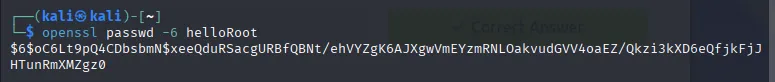 ┌──(kali㉿kali)-[~]
└─$ openssl passwd -6 helloRoot
$6$oC6Lt9pQ4CDbsbmN$xeeQduRSacgURBfQBNt/ehVYZgK6AJXgwVmEYzmRNLOakvudGVV4oaEZ/Qkzi3kXD6eQfjkFjJ
HTunRmXMZgz0